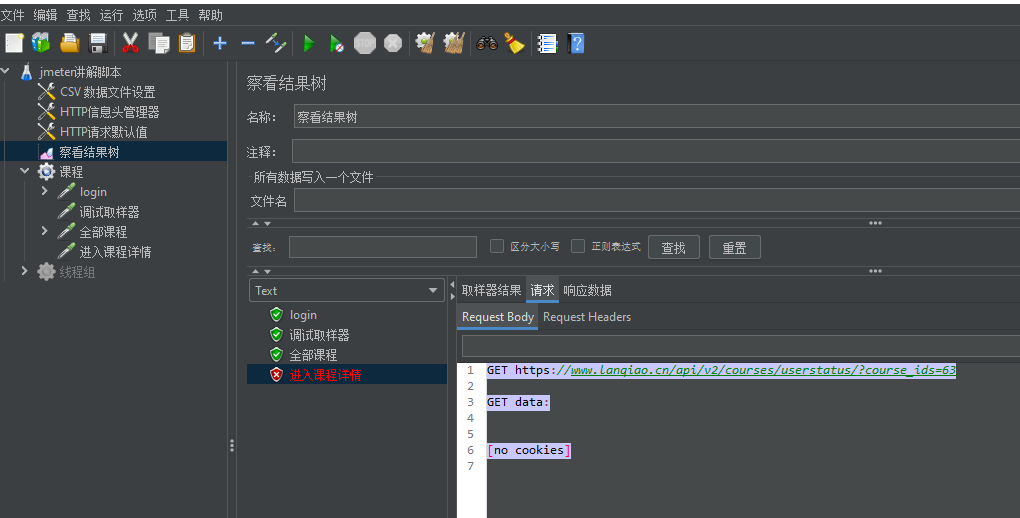 文件 编辑 查找 运行 选项 工具 帮助
STOP
jmeter讲解脚本
CSV 数据文件设置
HTTP信息头管理器
HTTP请求默认值
察看结果树
课程
login
调试取样器
全部课程
进入课程详情
线程组
察看结果树
名称: 察看结果树
注释:
所有数据写入一个文件
文件名
查找: 区分大小写 正则表达式 查找 重置
Text
login
调试取样器
全部课程
进入课程详情
取样器结果 请求 响应数据
Request Body Request Headers
1 GET https://www.lanqiao.cn/api/v2/courses/userstatus/?course_ids=63
2
3 GET data:
4
5
6 [no cookies]
7